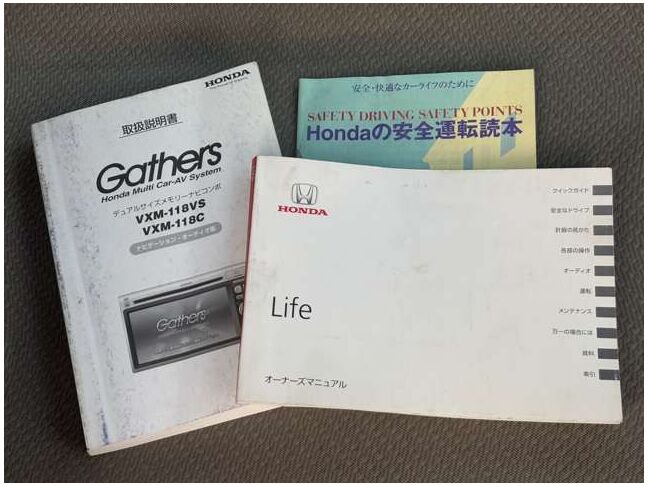 HONDA
取扱説明書
Gathers
Honda Multi Car-AV System
デュアルサイズメモリーナビコンポ
VXM-118VS
VXM-118C
ナビゲーション・オーディオ編
Gathers
安全・快適なカーライフのために
SAFETY DRIVING SAFETY POINTS
Hondaの安全運転読本
HONDA
Life
オーナーズマニュアル
クイックガイド
安全なドライブ
計器の見かた
各部の操作
オーディオ
運転
メンテナンス
万一の場合には
資料
索引